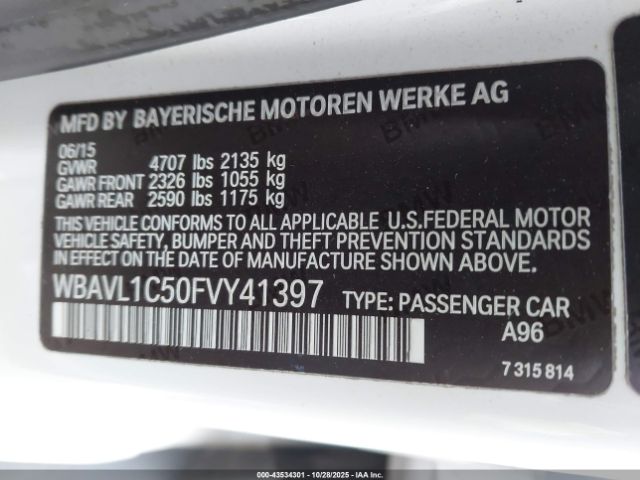 MFD BY BAYERISCHE MOTOREN WERKE AG
06/15
GVWR 4707 lbs 2135 kg
GAWR FRONT 2326 lbs 1055 kg
GAWR REAR 2590 lbs 1175 kg
THIS VEHICLE CONFORMS TO ALL APPLICABLE U.S.FEDERAL MOTOR
VEHICLE SAFETY, BUMPER AND THEFT PREVENTION STANDARDS
IN EFFECT ON THE DATE OF MANUFACTURE SHOWN ABOVE.
WBAVL1C50FVY41397 TYPE: PASSENGER CAR
A96
7 315 814
000-43534301 - 10/28/2025 - IAAI.com